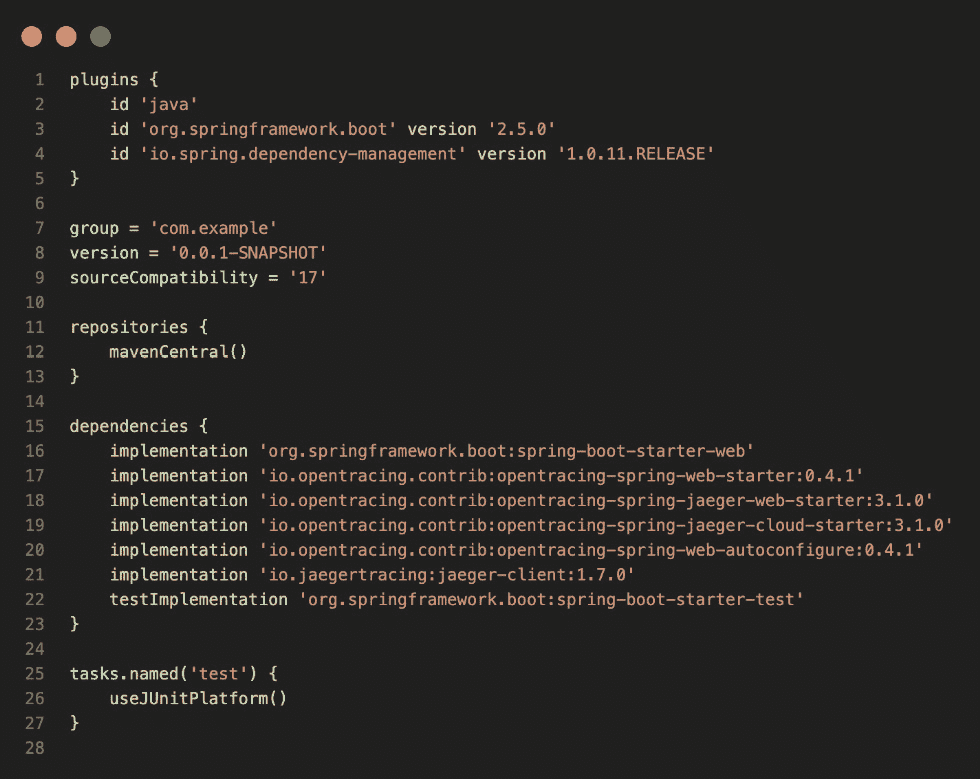 1 plugins {
2     id 'java'
3     id 'org.springframework.boot' version '2.5.0'
4     id 'io.spring.dependency-management' version '1.0.11.RELEASE'
5 }
6
7 group = 'com.example'
8 version = '0.0.1-SNAPSHOT'
9 sourceCompatibility = '17'
10
11 repositories {
12     mavenCentral()
13 }
14
15 dependencies {
16     implementation 'org.springframework.boot:spring-boot-starter-web'
17     implementation 'io.opentracing.contrib:opentracing-spring-web-starter:0.4.1'
18     implementation 'io.opentracing.contrib:opentracing-spring-jaeger-web-starter:3.1.0'
19     implementation 'io.opentracing.contrib:opentracing-spring-jaeger-cloud-starter:3.1.0'
20     implementation 'io.opentracing.contrib:opentracing-spring-web-autoconfigure:0.4.1'
21     implementation 'io.jaegertracing:jaeger-client:1.7.0'
22     testImplementation 'org.springframework.boot:spring-boot-starter-test'
23 }
24
25 tasks.named('test') {
26     useJUnitPlatform()
27 }
28